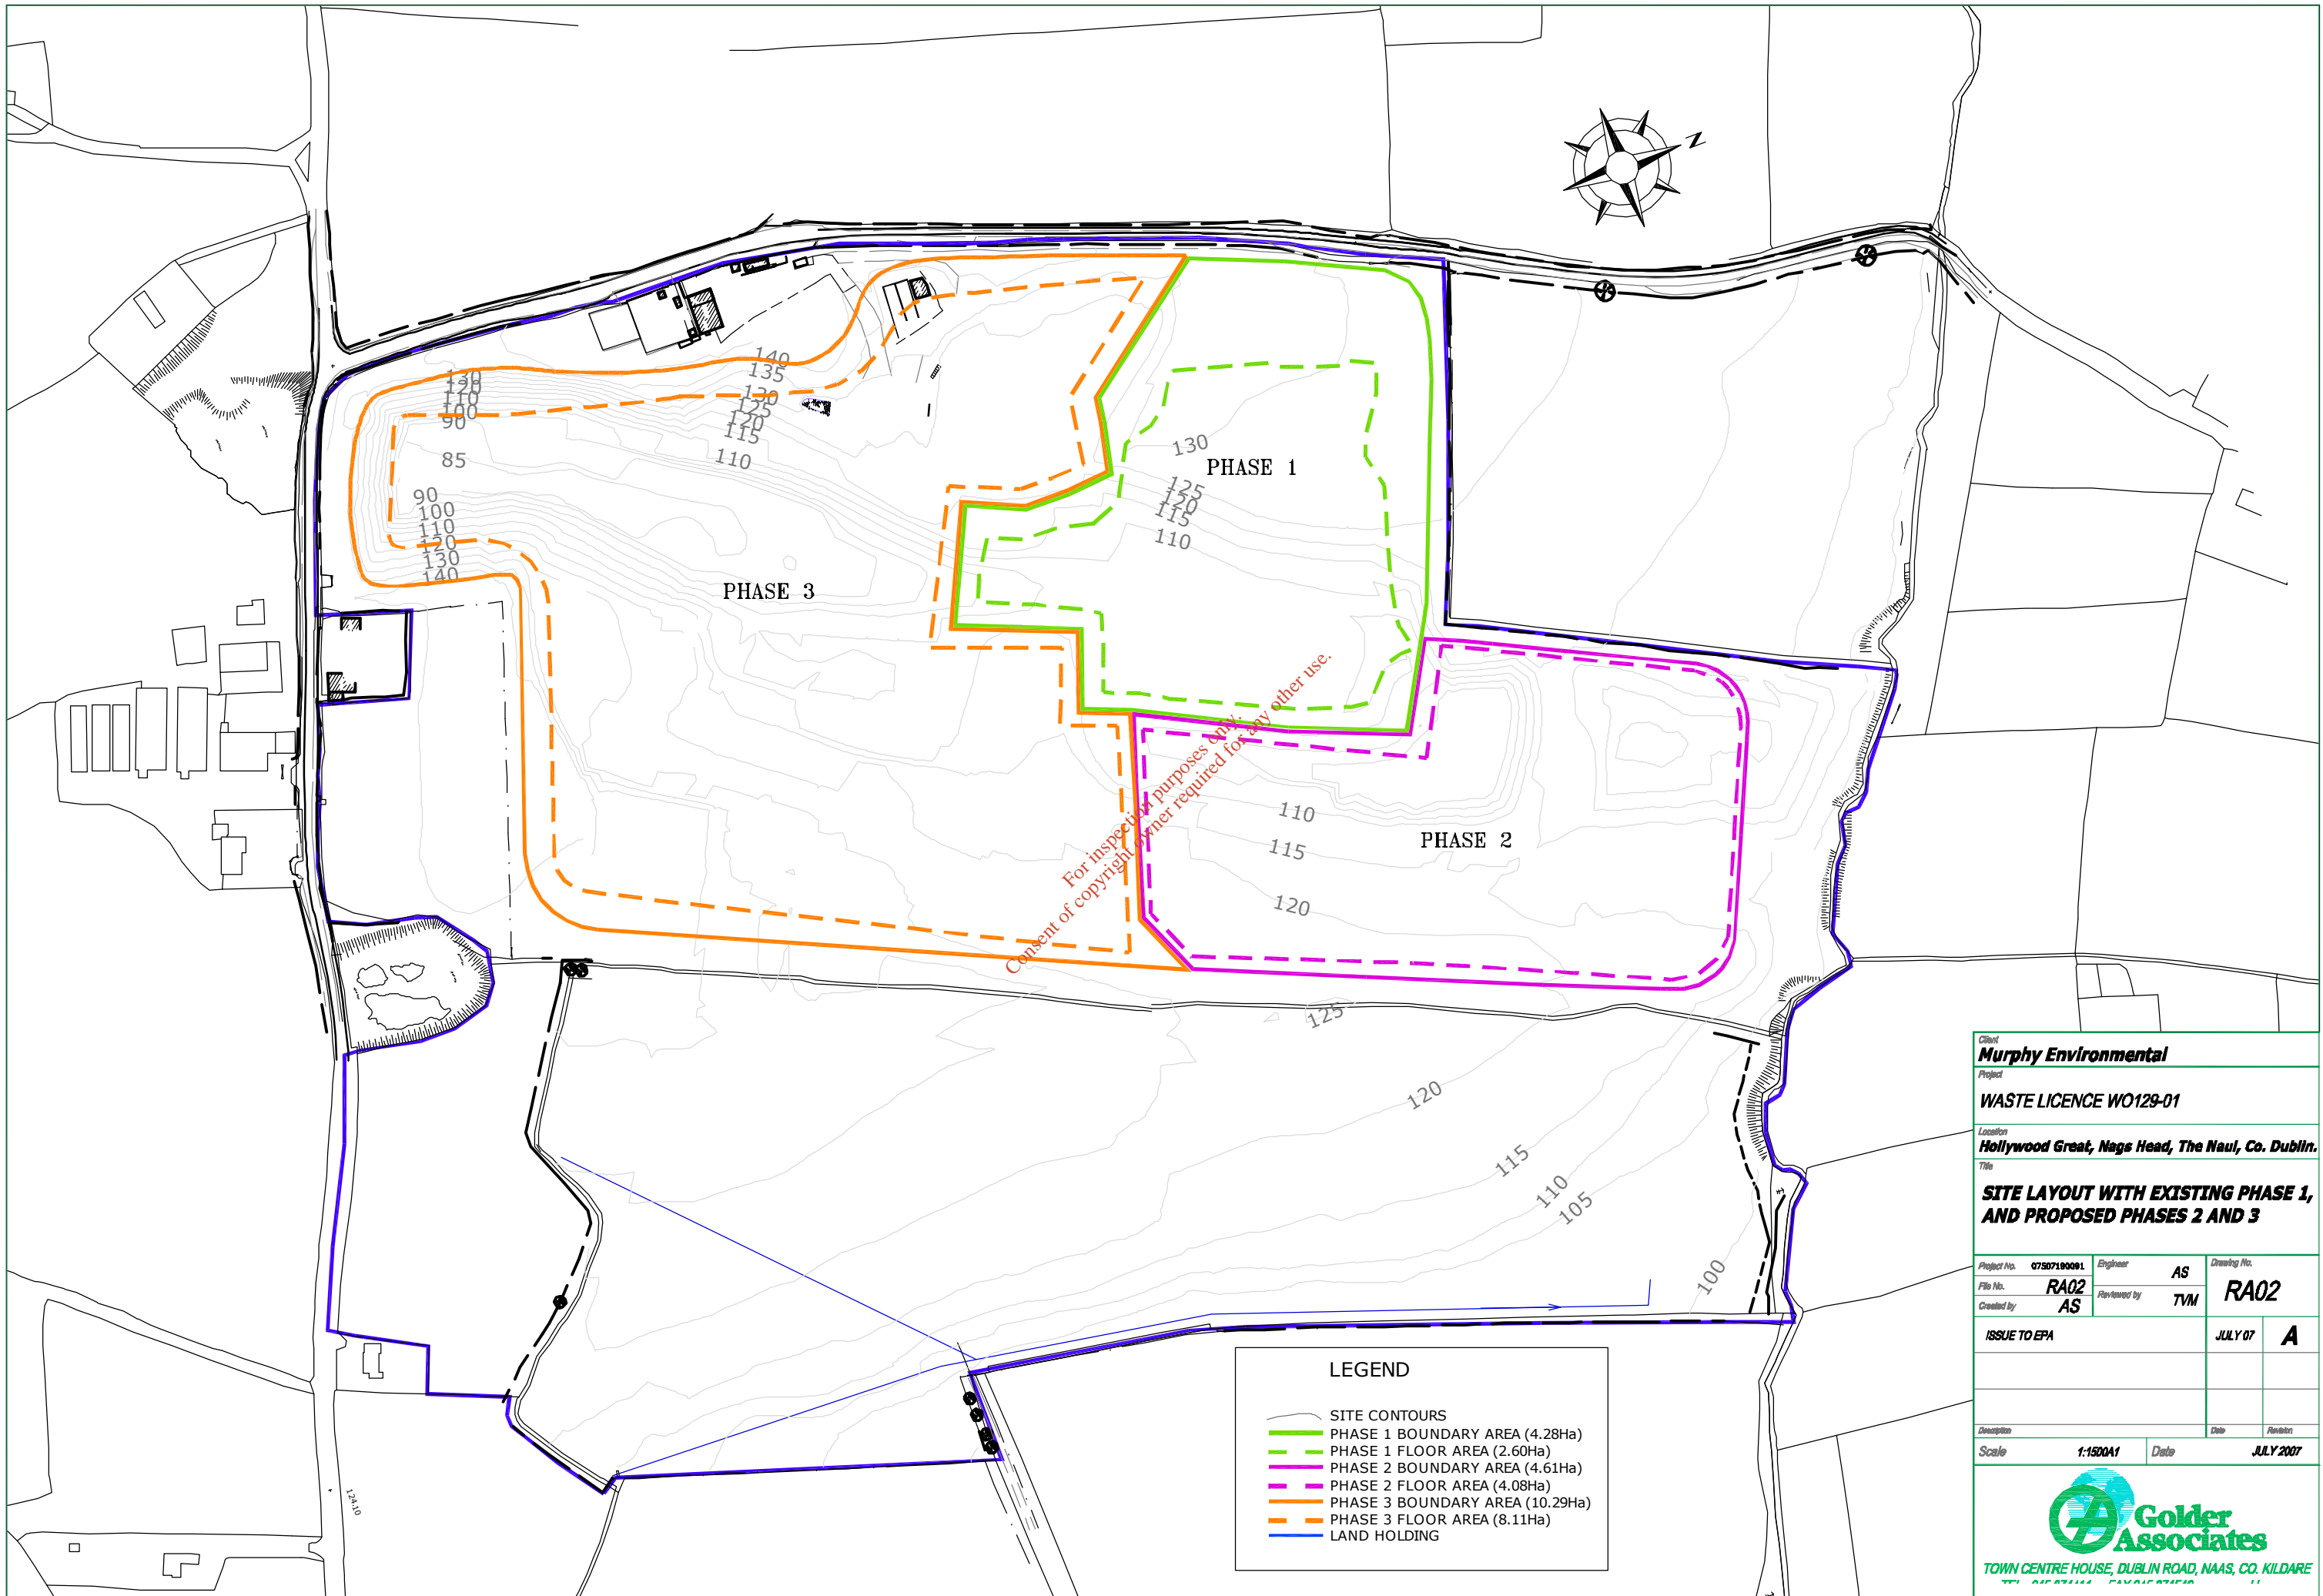 N
140
135
130
125
120
115
110
130
120
110
100
90
85
90
100
110
120
130
140
130
PHASE 1
125
120
115
110
PHASE 3
110
PHASE 2
115
120
For inspection purposes only.
Consent of copyright owner required for any other use.
125
120
115
110
105
100
124.10
LEGEND
SITE CONTOURS
PHASE 1 BOUNDARY AREA (4.28Ha)
PHASE 1 FLOOR AREA (2.60Ha)
PHASE 2 BOUNDARY AREA (4.61Ha)
PHASE 2 FLOOR AREA (4.08Ha)
PHASE 3 BOUNDARY AREA (10.29Ha)
PHASE 3 FLOOR AREA (8.11Ha)
LAND HOLDING
Client
Murphy Environmental
Project
WASTE LICENCE WO129-01
Location
Hollywood Great, Nags Head, The Naul, Co. Dublin.
Title
SITE LAYOUT WITH EXISTING PHASE 1,
AND PROPOSED PHASES 2 AND 3
Project No. 07507190091 Engineer AS Drawing No.
File No. RA02 Reviewed by TVM RA02
Created by AS
ISSUE TO EPA JULY 07 A
Description Date Revision
Scale 1:1500A1 Date JULY 2007
Golder
Associates
TOWN CENTRE HOUSE, DUBLIN ROAD, NAAS, CO. KILDARE